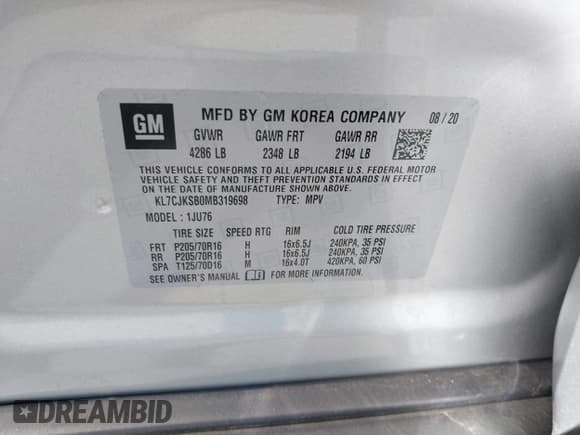 GM MFD BY GM KOREA COMPANY 08/20
GVWR GAWR FRT GAWR RR
4286 LB 2348 LB 2194 LB
THIS VEHICLE CONFORMS TO ALL APPLICABLE U.S. FEDERAL MOTOR
VEHICLE SAFETY AND THEFT PREVENTION STANDARDS IN EFFECT ON
THE DATE OF MANUFACTURE SHOWN ABOVE.
KL7CJKSB0MB319698 TYPE: MPV
MODEL: 1JU76
TIRE SIZE SPEED RTG RIM COLD TIRE PRESSURE
FRT P205/70R16 H 16x6.5J 240KPA, 35 PSI
RR P205/70R16 H 16x6.5J 240KPA, 35 PSI
SPA T125/70D16 M 16x4.0T 420KPA, 60 PSI
SEE OWNER'S MANUAL FOR MORE INFORMATION.
DREAMBID